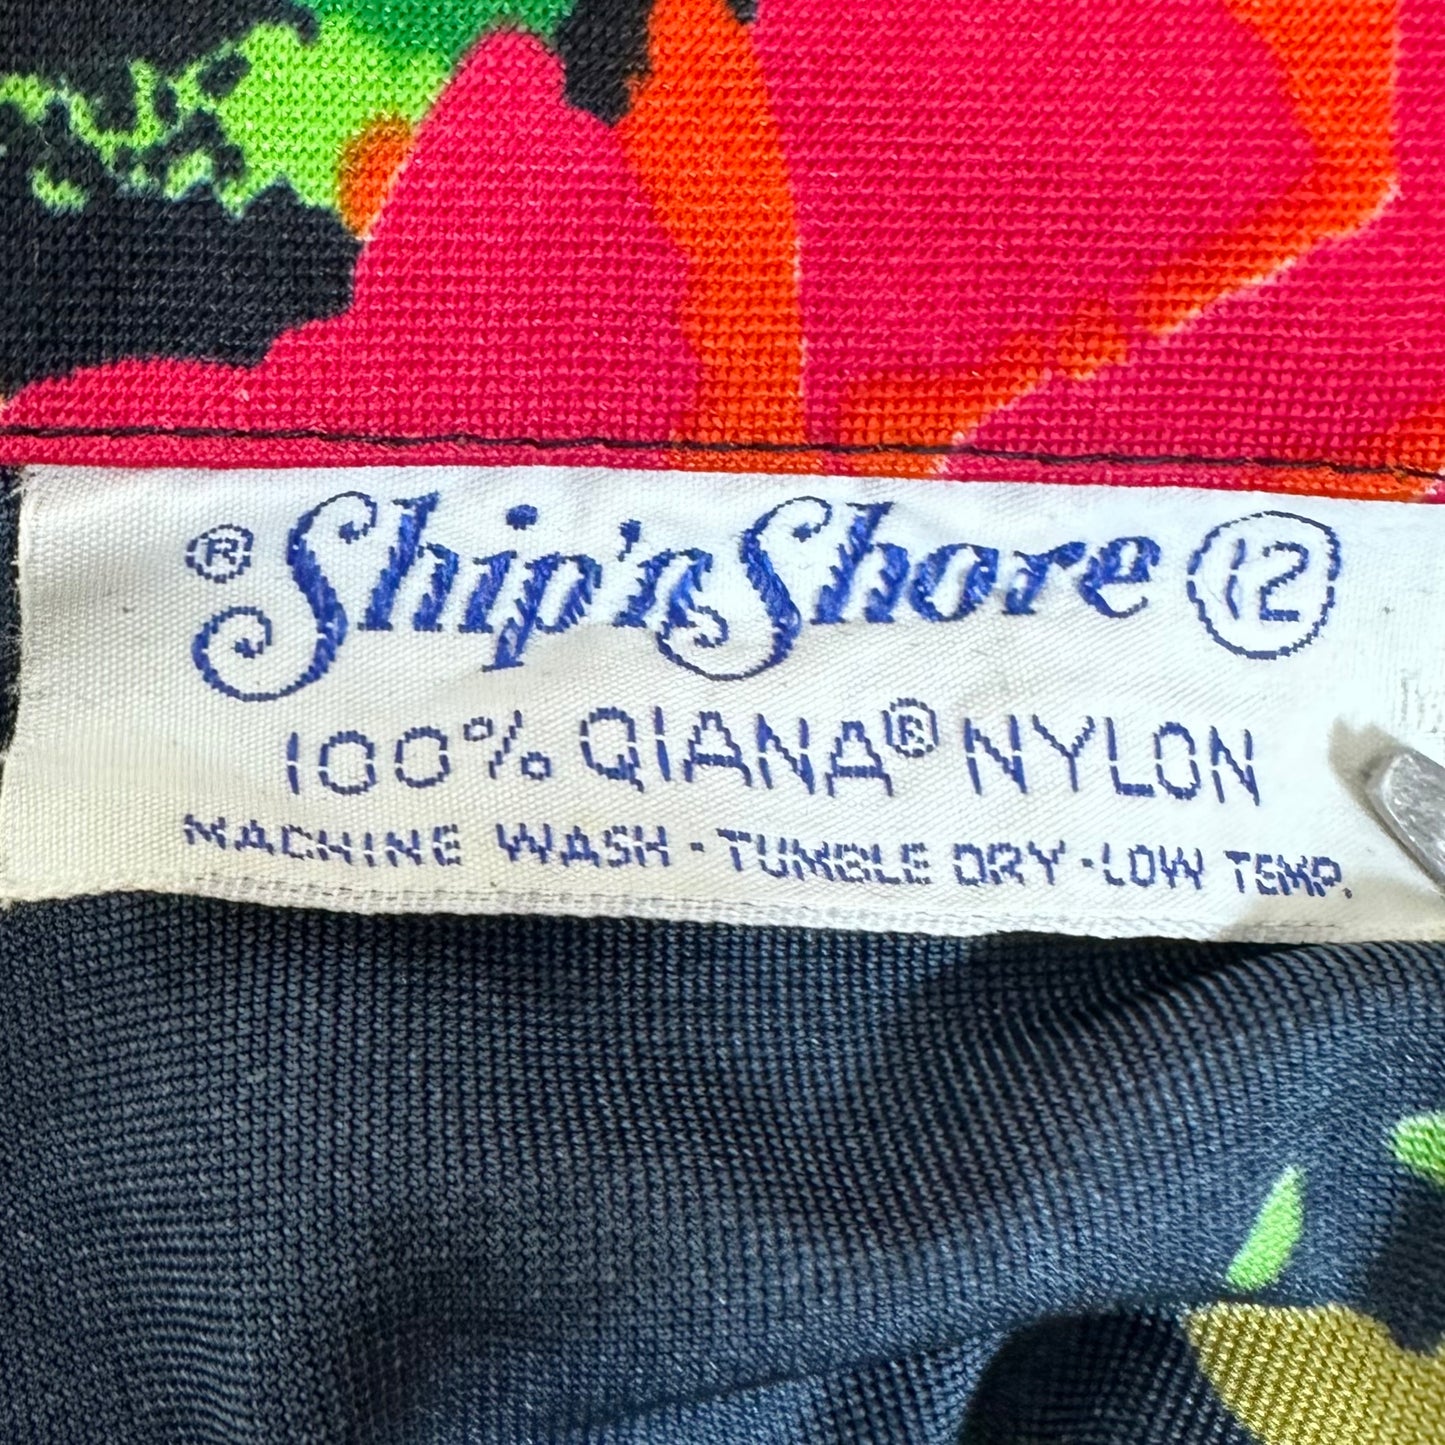 ® Ship'n Shore 12
100% QIANA® NYLON
MACHINE WASH - TUMBLE DRY - LOW TEMP.